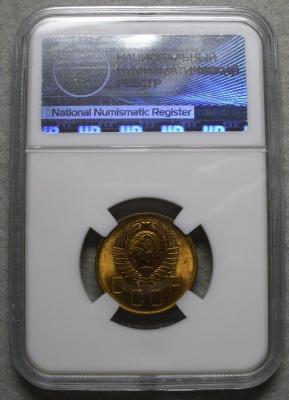 НАЦИОНАЛЬНЫЙ
НУМИЗМАТИЧЕСКИЙ
РЕЕСТР
National Numismatic Register
СССР